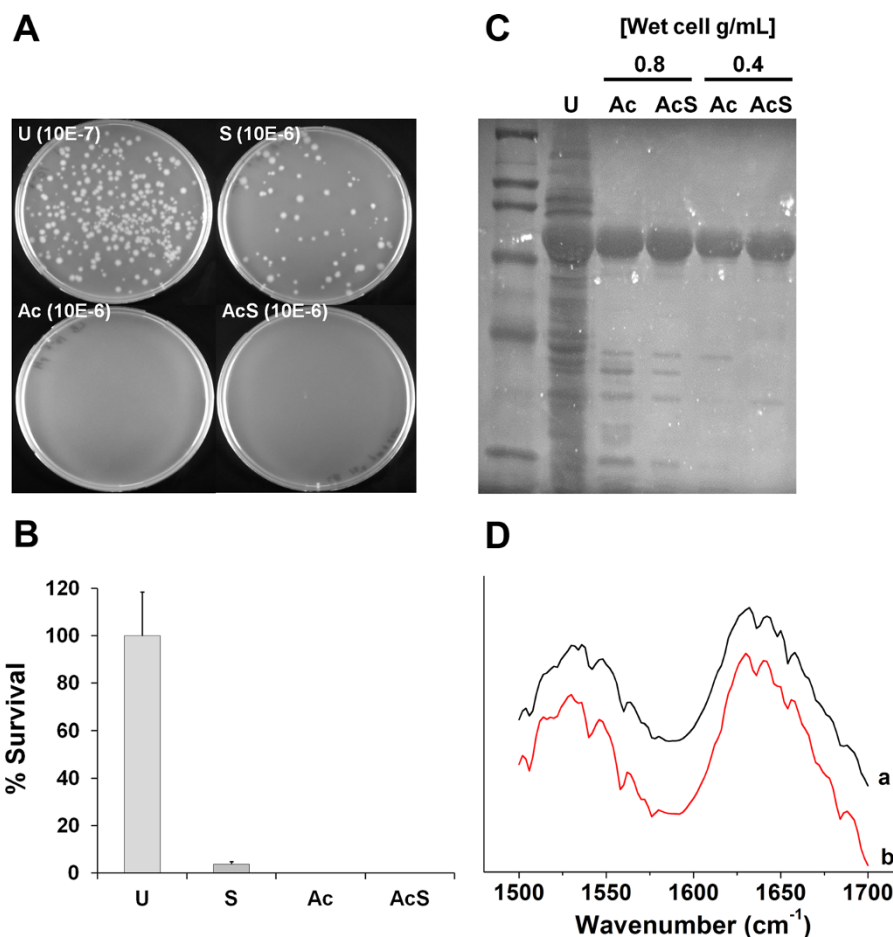 A
U (10E-7)
S (10E-6)
Ac (10E-6)
AcS (10E-6)
B
120
100
80
60
40
20
0
% Survival
U
S
Ac
AcS
C
[Wet cell g/mL]
0.8
0.4
U
Ac
AcS
Ac
AcS
D
a
b
1500
1550
1600
1650
1700
Wavenumber (cm⁻¹)